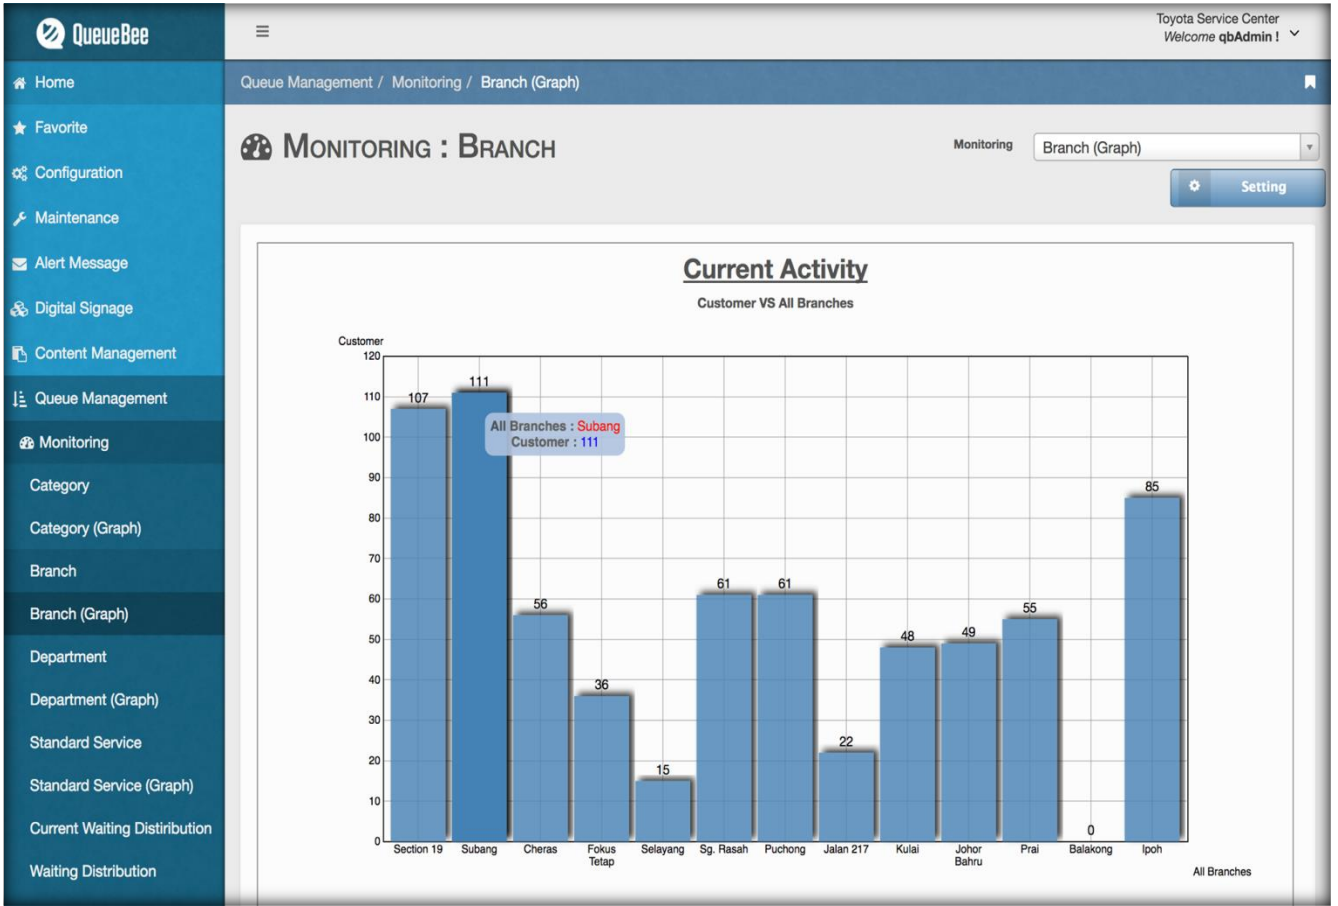 QueueBee
Toyota Service Center
Welcome qbAdmin !
Home
Favorite
Configuration
Maintenance
Alert Message
Digital Signage
Content Management
Queue Management
Monitoring
Category
Category (Graph)
Branch
Branch (Graph)
Department
Department (Graph)
Standard Service
Standard Service (Graph)
Current Waiting Distiribution
Waiting Distribution
Queue Management / Monitoring / Branch (Graph)
MONITORING : BRANCH
Monitoring
Branch (Graph)
Setting
Current Activity
Customer VS All Branches
Customer
120
110
100
90
80
70
60
50
40
30
20
10
0
107
111
56
36
15
61
61
22
48
49
55
0
85
All Branches : Subang
Customer : 111
Section 19
Subang
Cheras
Fokus
Tetap
Selayang
Sg. Rasah
Puchong
Jalan 217
Kulai
Johor
Bahru
Prai
Balakong
Ipoh
All Branches